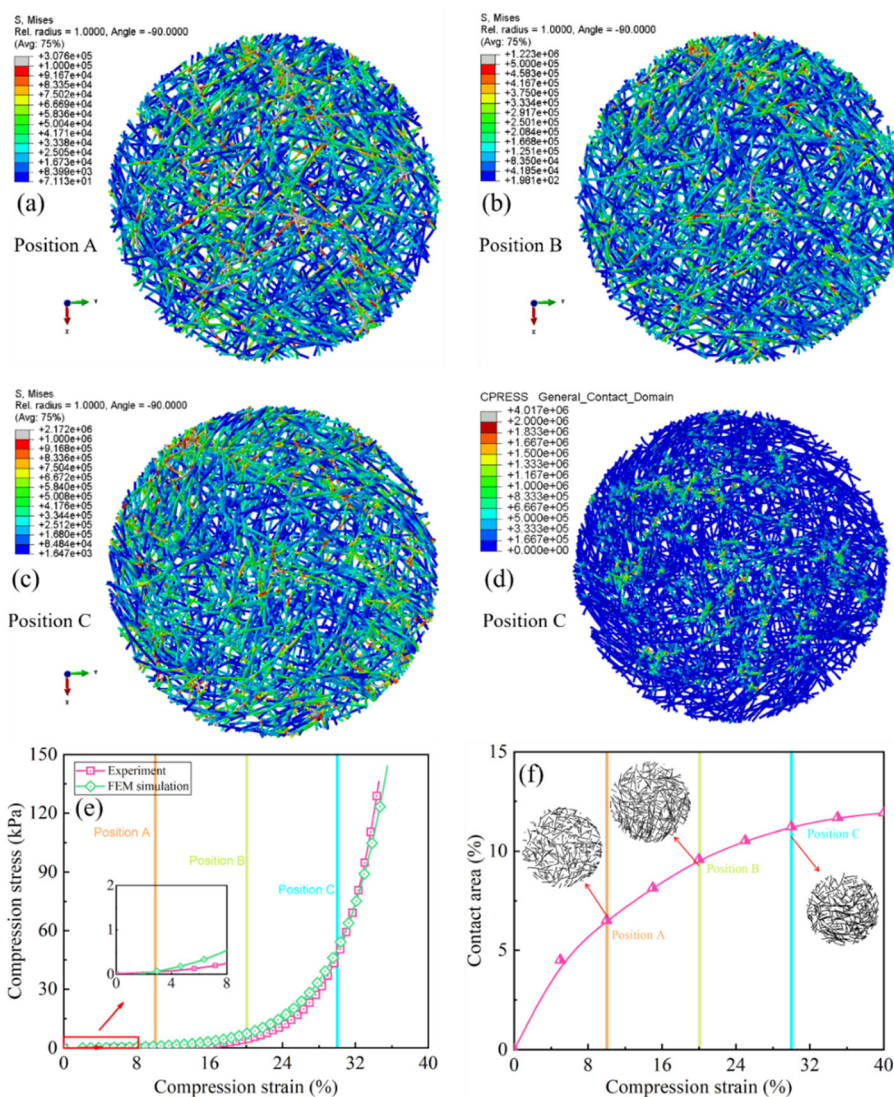 S, Mises
Rel. radius = 1.0000, Angle = -90.0000
(Avg: 75%)
+3.076e+05
+1.000e+05
+9.167e+04
+8.335e+04
+7.502e+04
+6.669e+04
+5.836e+04
+5.004e+04
+4.171e+04
+3.338e+04
+2.505e+04
+1.673e+04
+8.399e+03
+7.113e+01
(a)
Position A
Y
X
S, Mises
Rel. radius = 1.0000, Angle = -90.0000
(Avg: 75%)
+1.223e+06
+5.000e+05
+4.583e+05
+4.167e+05
+3.750e+05
+3.334e+05
+2.917e+05
+2.501e+05
+2.084e+05
+1.668e+05
+1.251e+05
+8.350e+04
+4.185e+04
+1.981e+02
(b)
Position B
Y
X
S, Mises
Rel. radius = 1.0000, Angle = -90.0000
(Avg: 75%)
+2.172e+06
+1.000e+06
+9.168e+05
+8.336e+05
+7.504e+05
+6.672e+05
+5.840e+05
+5.008e+05
+4.176e+05
+3.344e+05
+2.512e+05
+1.680e+05
+8.484e+04
+1.647e+03
(c)
Position C
Y
X
CPRESS General_Contact_Domain
+4.017e+06
+2.000e+06
+1.833e+06
+1.667e+06
+1.500e+06
+1.333e+06
+1.167e+06
+1.000e+06
+8.333e+05
+6.667e+05
+5.000e+05
+3.333e+05
+1.667e+05
+0.000e+00
(d)
Position C
150
120
90
60
30
0
Compression stress (kPa)
Experiment
FEM simulation
(e)
Position A
Position B
Position C
2
1
0
0 4 8
0 8 16 24 32 40
Compression strain (%)
15
10
5
0
Contact area (%)
(f)
Position A
Position B
Position C
0 8 16 24 32 40
Compression strain (%)